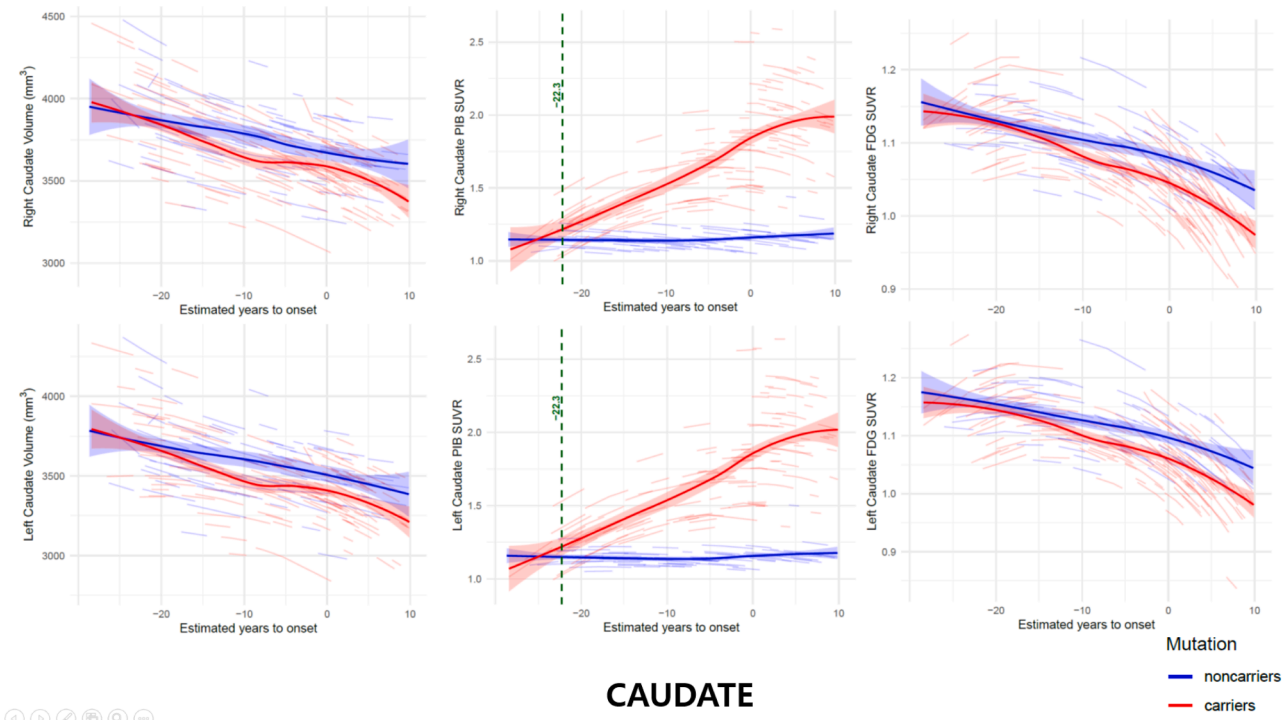 4500
4000
3500
3000
Right Caudate Volume (mm³)
−20 −10 0 10
Estimated years to onset
2.5
2.0
1.5
1.0
Right Caudate PIB SUVR
−22.3
−20 −10 0 10
Estimated years to onset
1.2
1.1
1.0
0.9
Right Caudate FDG SUVR
−20 −10 0 10
4000
3500
3000
Left Caudate Volume (mm³)
−20 −10 0 10
Estimated years to onset
2.5
2.0
1.5
1.0
Left Caudate PIB SUVR
−22.3
−20 −10 0 10
Estimated years to onset
1.2
1.1
1.0
0.9
Left Caudate FDG SUVR
−20 −10 0 10
Estimated years to onset
Mutation
noncarriers
carriers
CAUDATE